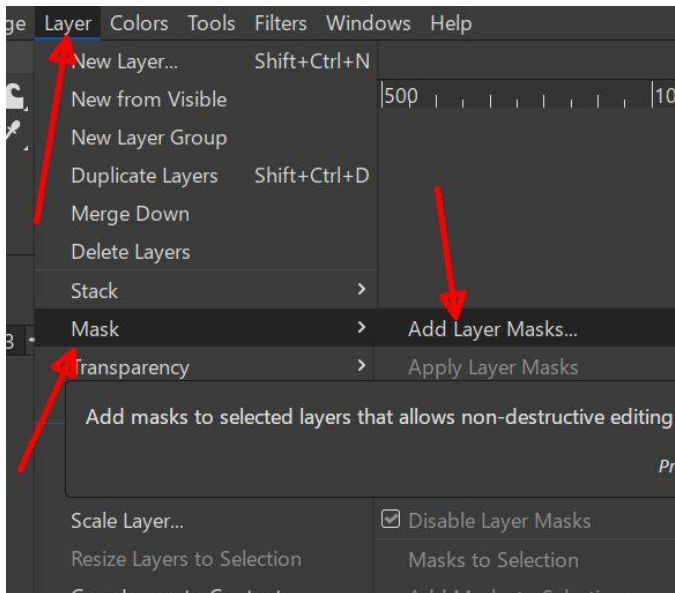 Layer Colors Tools Filters Windows Help
New Layer... Shift+Ctrl+N
New from Visible
500
New Layer Group
Duplicate Layers Shift+Ctrl+D
Merge Down
Delete Layers
Stack
Mask Add Layer Masks...
Transparency Apply Layer Masks
Add masks to selected layers that allows non-destructive editing
Scale Layer... Disable Layer Masks
Resize Layers to Selection Masks to Selection